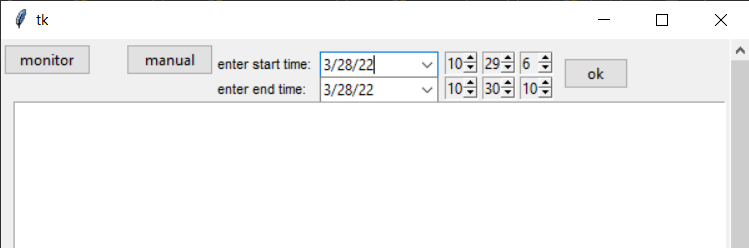 tk
monitor manual enter start time: 3/28/22 10 29 6 ok
enter end time: 3/28/22 10 30 10